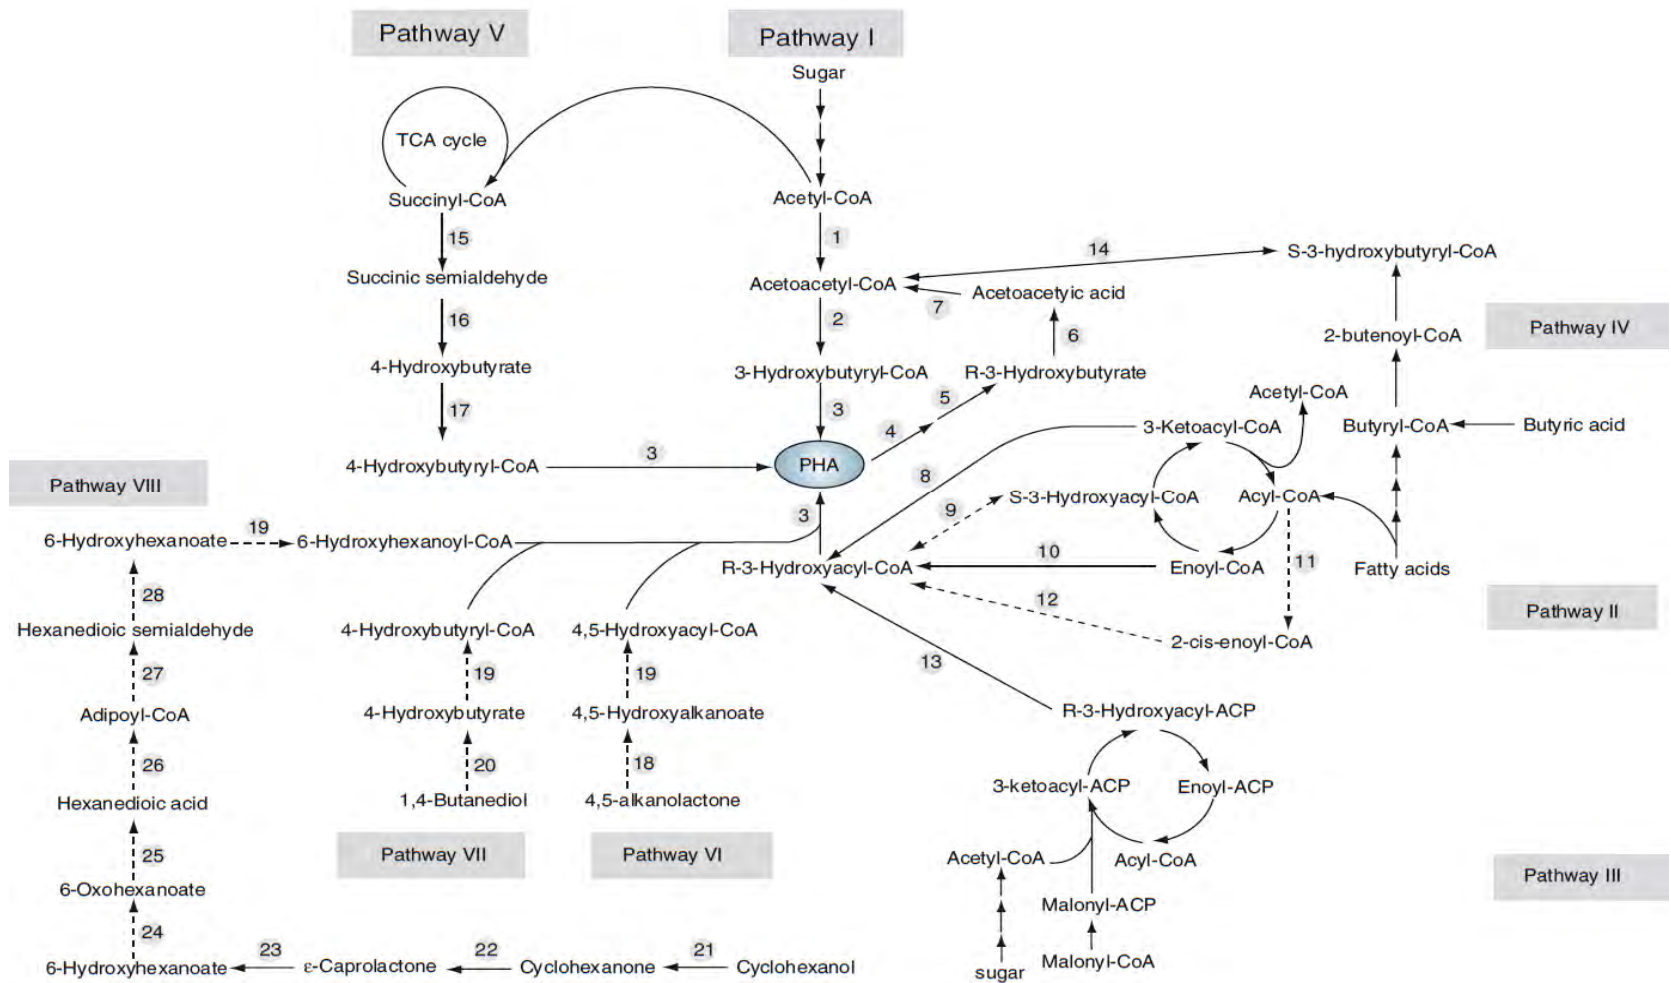 Pathway V
Pathway I
Sugar
TCA cycle
Succinyl-CoA
Acetyl-CoA
15
1
14
S-3-hydroxybutyryl-CoA
Succinic semialdehyde
Acetoacetyl-CoA
Acetoacetyic acid
7
16
2
6
2-butenoyl-CoA
Pathway IV
4-Hydroxybutyrate
3-Hydroxybutyryl-CoA
R-3-Hydroxybutyrate
Acetyl-CoA
17
3
5
4
3-Ketoacyl-CoA
Butyryl-CoA
Butyric acid
4-Hydroxybutyryl-CoA
3
PHA
8
Pathway VIII
S-3-Hydroxyacyl-CoA
Acyl-CoA
3
9
6-Hydroxyhexanoate
19
6-Hydroxyhexanoyl-CoA
10
11
R-3-Hydroxyacyl-CoA
Enoyl-CoA
Fatty acids
28
12
Pathway II
Hexanedioic semialdehyde
4-Hydroxybutyryl-CoA
4,5-Hydroxyacyl-CoA
2-cis-enoyl-CoA
27
19
19
13
Adipoyl-CoA
4-Hydroxybutyrate
4,5-Hydroxyalkanoate
R-3-Hydroxyacyl-ACP
26
20
18
3-ketoacyl-ACP
Enoyl-ACP
Hexanedioic acid
1,4-Butanediol
4,5-alkanolactone
25
Pathway VII
Pathway VI
Acetyl-CoA
Acyl-CoA
Pathway III
6-Oxohexanoate
Malonyl-ACP
24
23
22
21
6-Hydroxyhexanoate
ε-Caprolactone
Cyclohexanone
Cyclohexanol
sugar
Malonyl-CoA